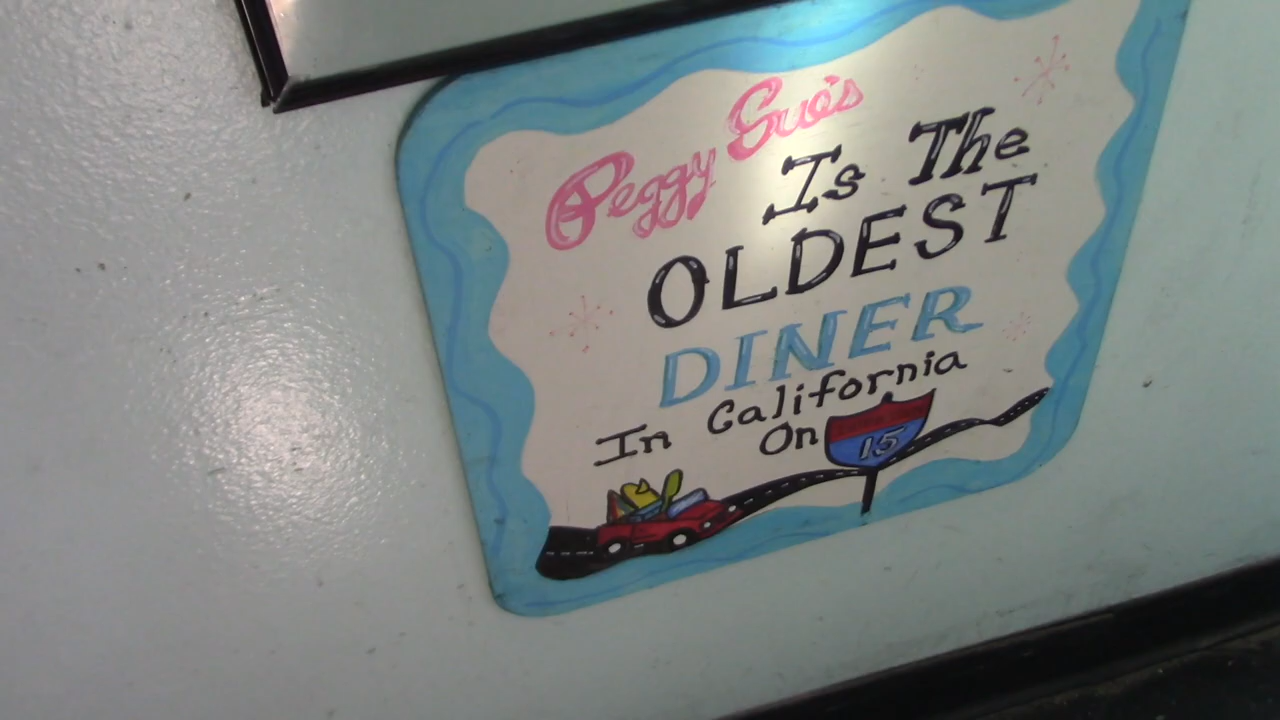 Peggy Sue's
Is The
OLDEST
DINER
In California
On 15